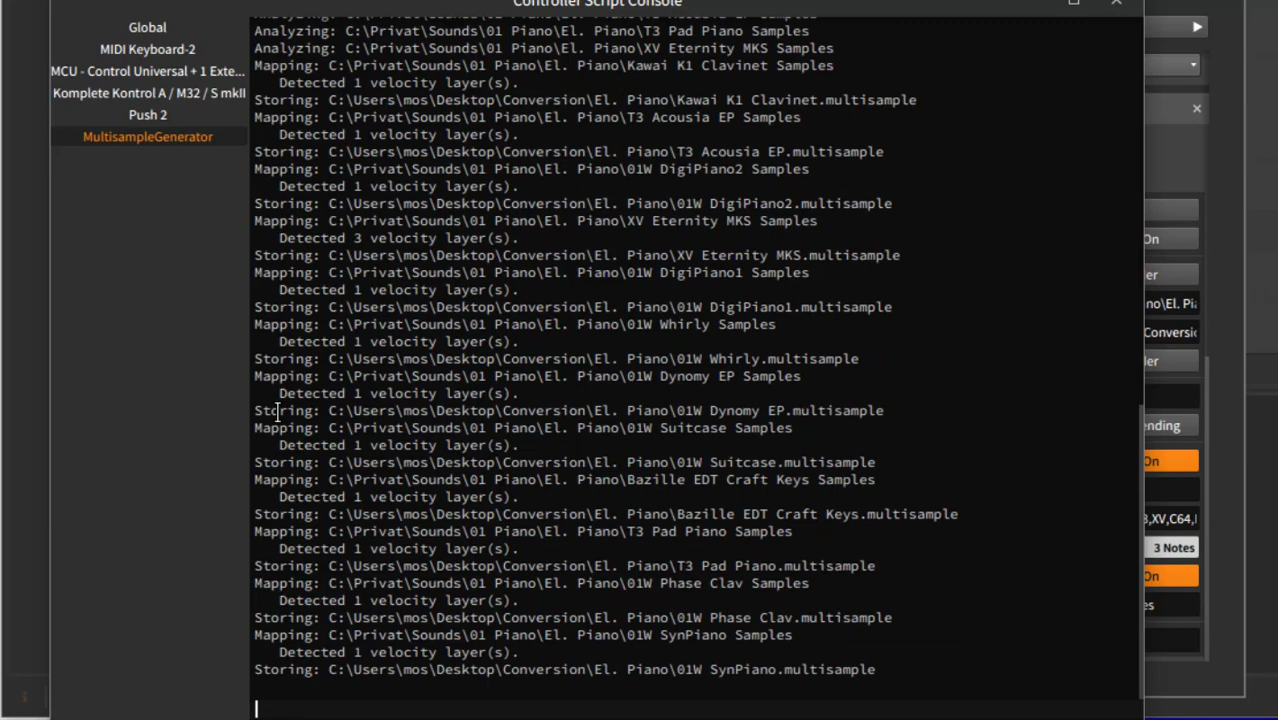 Controller Script Console
Global
MIDI Keyboard-2
MCU - Control Universal + 1 Exte...
Komplete Kontrol A / M32 / S mkII
Push 2
MultisampleGenerator
Analyzing: C:\Privat\Sounds\01 Piano\El. Piano\T3 Pad Piano Samples
Analyzing: C:\Privat\Sounds\01 Piano\El. Piano\XV Eternity MKS Samples
Mapping: C:\Privat\Sounds\01 Piano\El. Piano\Kawai K1 Clavinet Samples
Detected 1 velocity layer(s).
Storing: C:\Users\mos\Desktop\Conversion\El. Piano\Kawai K1 Clavinet.multisample
Mapping: C:\Privat\Sounds\01 Piano\El. Piano\T3 Acousia EP Samples
Detected 1 velocity layer(s).
Storing: C:\Users\mos\Desktop\Conversion\El. Piano\T3 Acousia EP.multisample
Mapping: C:\Privat\Sounds\01 Piano\El. Piano\01W DigiPiano2 Samples
Detected 1 velocity layer(s).
Storing: C:\Users\mos\Desktop\Conversion\El. Piano\01W DigiPiano2.multisample
Mapping: C:\Privat\Sounds\01 Piano\El. Piano\XV Eternity MKS Samples
Detected 3 velocity layer(s).
Storing: C:\Users\mos\Desktop\Conversion\El. Piano\XV Eternity MKS.multisample
Mapping: C:\Privat\Sounds\01 Piano\El. Piano\01W DigiPiano1 Samples
Detected 1 velocity layer(s).
Storing: C:\Users\mos\Desktop\Conversion\El. Piano\01W DigiPiano1.multisample
Mapping: C:\Privat\Sounds\01 Piano\El. Piano\01W Whirly Samples
Detected 1 velocity layer(s).
Storing: C:\Users\mos\Desktop\Conversion\El. Piano\01W Whirly.multisample
Mapping: C:\Privat\Sounds\01 Piano\El. Piano\01W Dynomy EP Samples
Detected 1 velocity layer(s).
Storing: C:\Users\mos\Desktop\Conversion\El. Piano\01W Dynomy EP.multisample
Mapping: C:\Privat\Sounds\01 Piano\El. Piano\01W Suitcase Samples
Detected 1 velocity layer(s).
Storing: C:\Users\mos\Desktop\Conversion\El. Piano\01W Suitcase.multisample
Mapping: C:\Privat\Sounds\01 Piano\El. Piano\Bazille EDT Craft Keys Samples
Detected 1 velocity layer(s).
Storing: C:\Users\mos\Desktop\Conversion\El. Piano\Bazille EDT Craft Keys.multisample
Mapping: C:\Privat\Sounds\01 Piano\El. Piano\T3 Pad Piano Samples
Detected 1 velocity layer(s).
Storing: C:\Users\mos\Desktop\Conversion\El. Piano\T3 Pad Piano.multisample
Mapping: C:\Privat\Sounds\01 Piano\El. Piano\01W Phase Clav Samples
Detected 1 velocity layer(s).
Storing: C:\Users\mos\Desktop\Conversion\El. Piano\01W Phase Clav.multisample
Mapping: C:\Privat\Sounds\01 Piano\El. Piano\01W SynPiano Samples
Detected 1 velocity layer(s).
Storing: C:\Users\mos\Desktop\Conversion\El. Piano\01W SynPiano.multisample
On
er
no\El. Pia
Conversio
er
ending
On
,XV,C64,
3 Notes
On
es